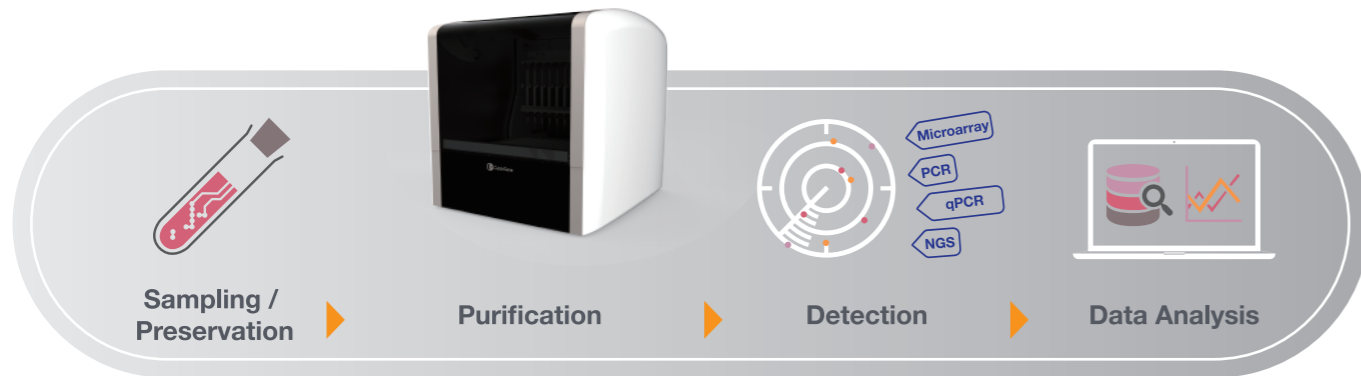 Microarray
PCR
qPCR
NGS
Sampling /
Preservation
Purification
Detection
Data Analysis